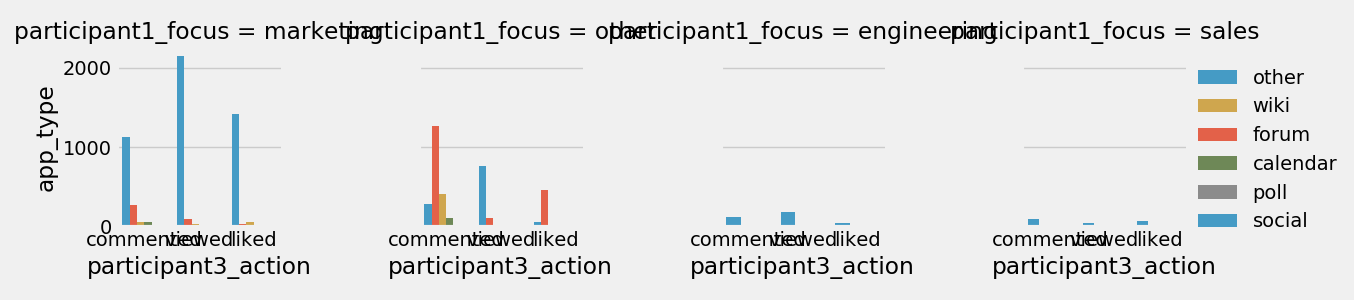 participant1_focus = marketing
participant1_focus = other
participant1_focus = engineering
participant1_focus = sales
app_type
2000
1000
0
commented viewed liked
commented viewed liked
commented viewed liked
commented viewed liked
participant3_action
participant3_action
participant3_action
participant3_action
other
wiki
forum
calendar
poll
social